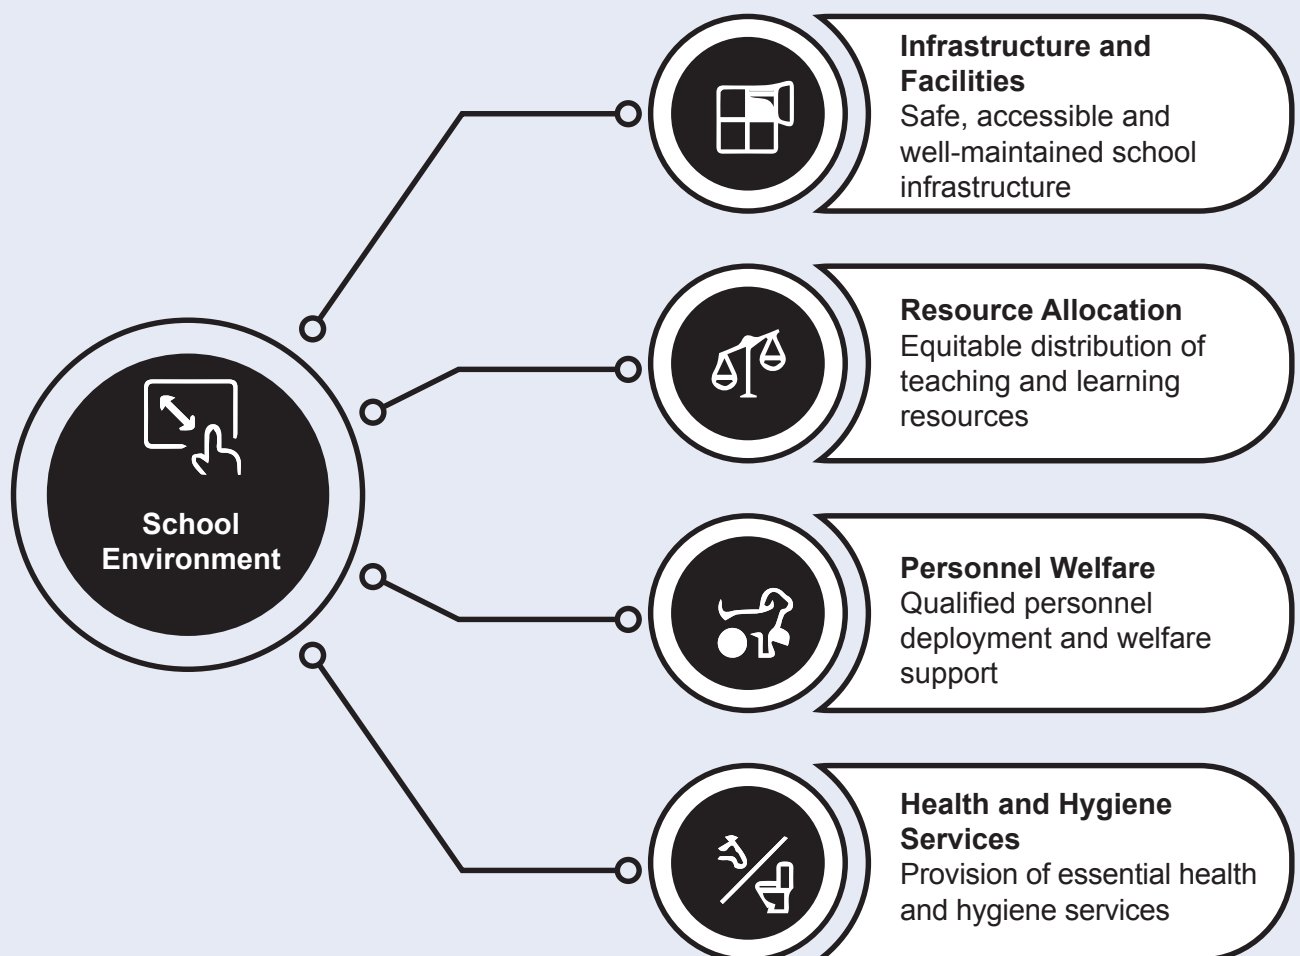 School
Environment
Infrastructure and
Facilities
Safe, accessible and
well-maintained school
infrastructure
Resource Allocation
Equitable distribution of
teaching and learning
resources
Personnel Welfare
Qualified personnel
deployment and welfare
support
Health and Hygiene
Services
Provision of essential health
and hygiene services